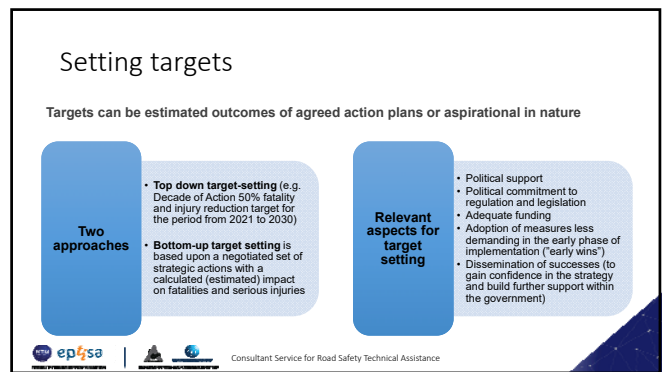 Setting targets
Targets can be estimated outcomes of agreed action plans or aspirational in nature
Two
approaches
• Top down target-setting (e.g.
Decade of Action 50% fatality
and injury reduction target for
the period from 2021 to 2030)
• Bottom-up target setting is
based upon a negotiated set of
strategic actions with a
calculated (estimated) impact
on fatalities and serious injuries
Relevant
aspects for
target
setting
• Political support
• Political commitment to
regulation and legislation
• Adequate funding
• Adoption of measures less
demanding in the early phase of
implementation ("early wins")
• Dissemination of successes (to
gain confidence in the strategy
and build further support within
the government)
eptisa
Consultant Service for Road Safety Technical Assistance